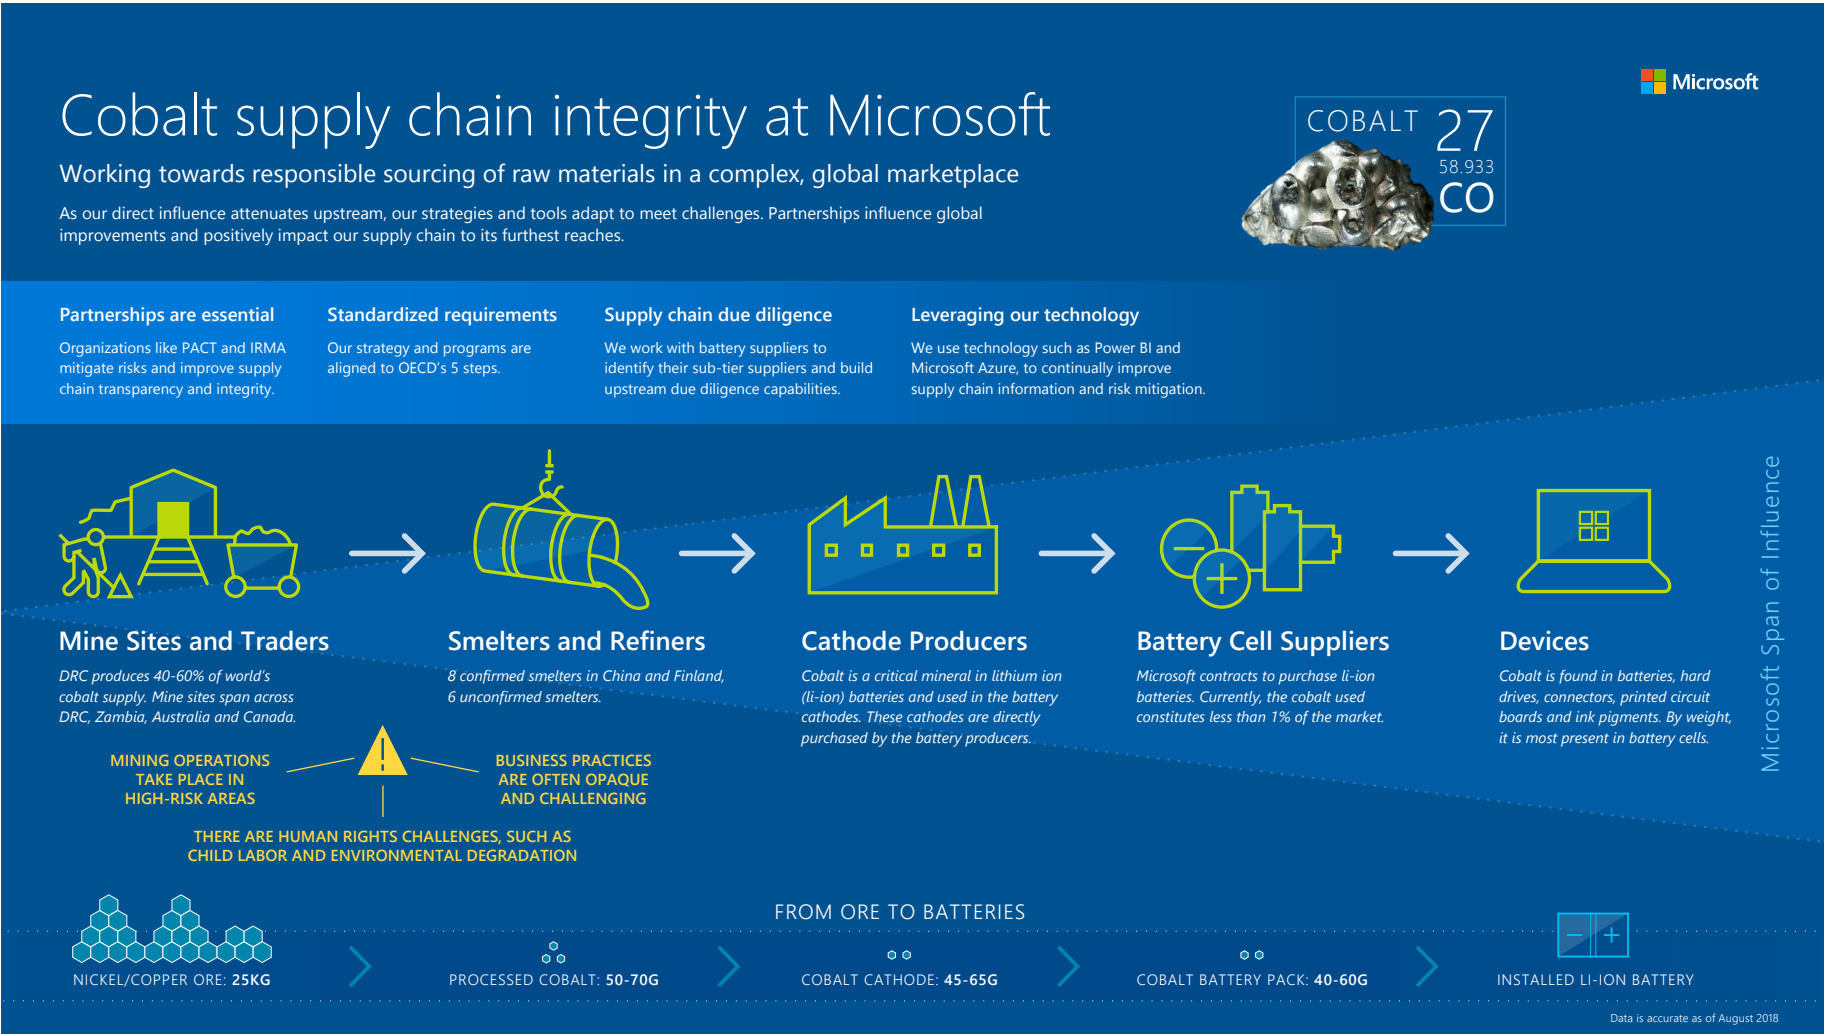 Microsoft
Cobalt supply chain integrity at Microsoft
Working towards responsible sourcing of raw materials in a complex, global marketplace
As our direct influence attenuates upstream, our strategies and tools adapt to meet challenges. Partnerships influence global
improvements and positively impact our supply chain to its furthest reaches.
COBALT
27
58.933
CO
Partnerships are essential
Organizations like PACT and IRMA
mitigate risks and improve supply
chain transparency and integrity.
Standardized requirements
Our strategy and programs are
aligned to OECD's 5 steps.
Supply chain due diligence
We work with battery suppliers to
identify their sub-tier suppliers and build
upstream due diligence capabilities.
Leveraging our technology
We use technology such as Power BI and
Microsoft Azure, to continually improve
supply chain information and risk mitigation.
Mine Sites and Traders
DRC produces 40-60% of world's
cobalt supply. Mine sites span across
DRC, Zambia, Australia and Canada.
Smelters and Refiners
8 confirmed smelters in China and Finland,
6 unconfirmed smelters.
Cathode Producers
Cobalt is a critical mineral in lithium ion
(li-ion) batteries and used in the battery
cathodes. These cathodes are directly
purchased by the battery producers.
Battery Cell Suppliers
Microsoft contracts to purchase li-ion
batteries. Currently, the cobalt used
constitutes less than 1% of the market.
Devices
Cobalt is found in batteries, hard
drives, connectors, printed circuit
boards and ink pigments. By weight,
it is most present in battery cells.
Microsoft Span of Influence
MINING OPERATIONS
TAKE PLACE IN
HIGH-RISK AREAS
BUSINESS PRACTICES
ARE OFTEN OPAQUE
AND CHALLENGING
THERE ARE HUMAN RIGHTS CHALLENGES, SUCH AS
CHILD LABOR AND ENVIRONMENTAL DEGRADATION
FROM ORE TO BATTERIES
NICKEL/COPPER ORE: 25KG
PROCESSED COBALT: 50-70G
COBALT CATHODE: 45-65G
COBALT BATTERY PACK: 40-60G
INSTALLED LI-ION BATTERY
Data is accurate as of August 2018